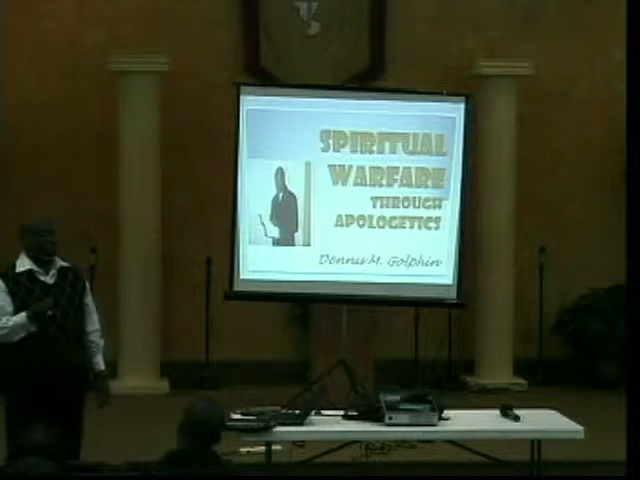 SPIRITUAL
WARFARE
THROUGH
APOLOGETICS
Dennis M. Golphin